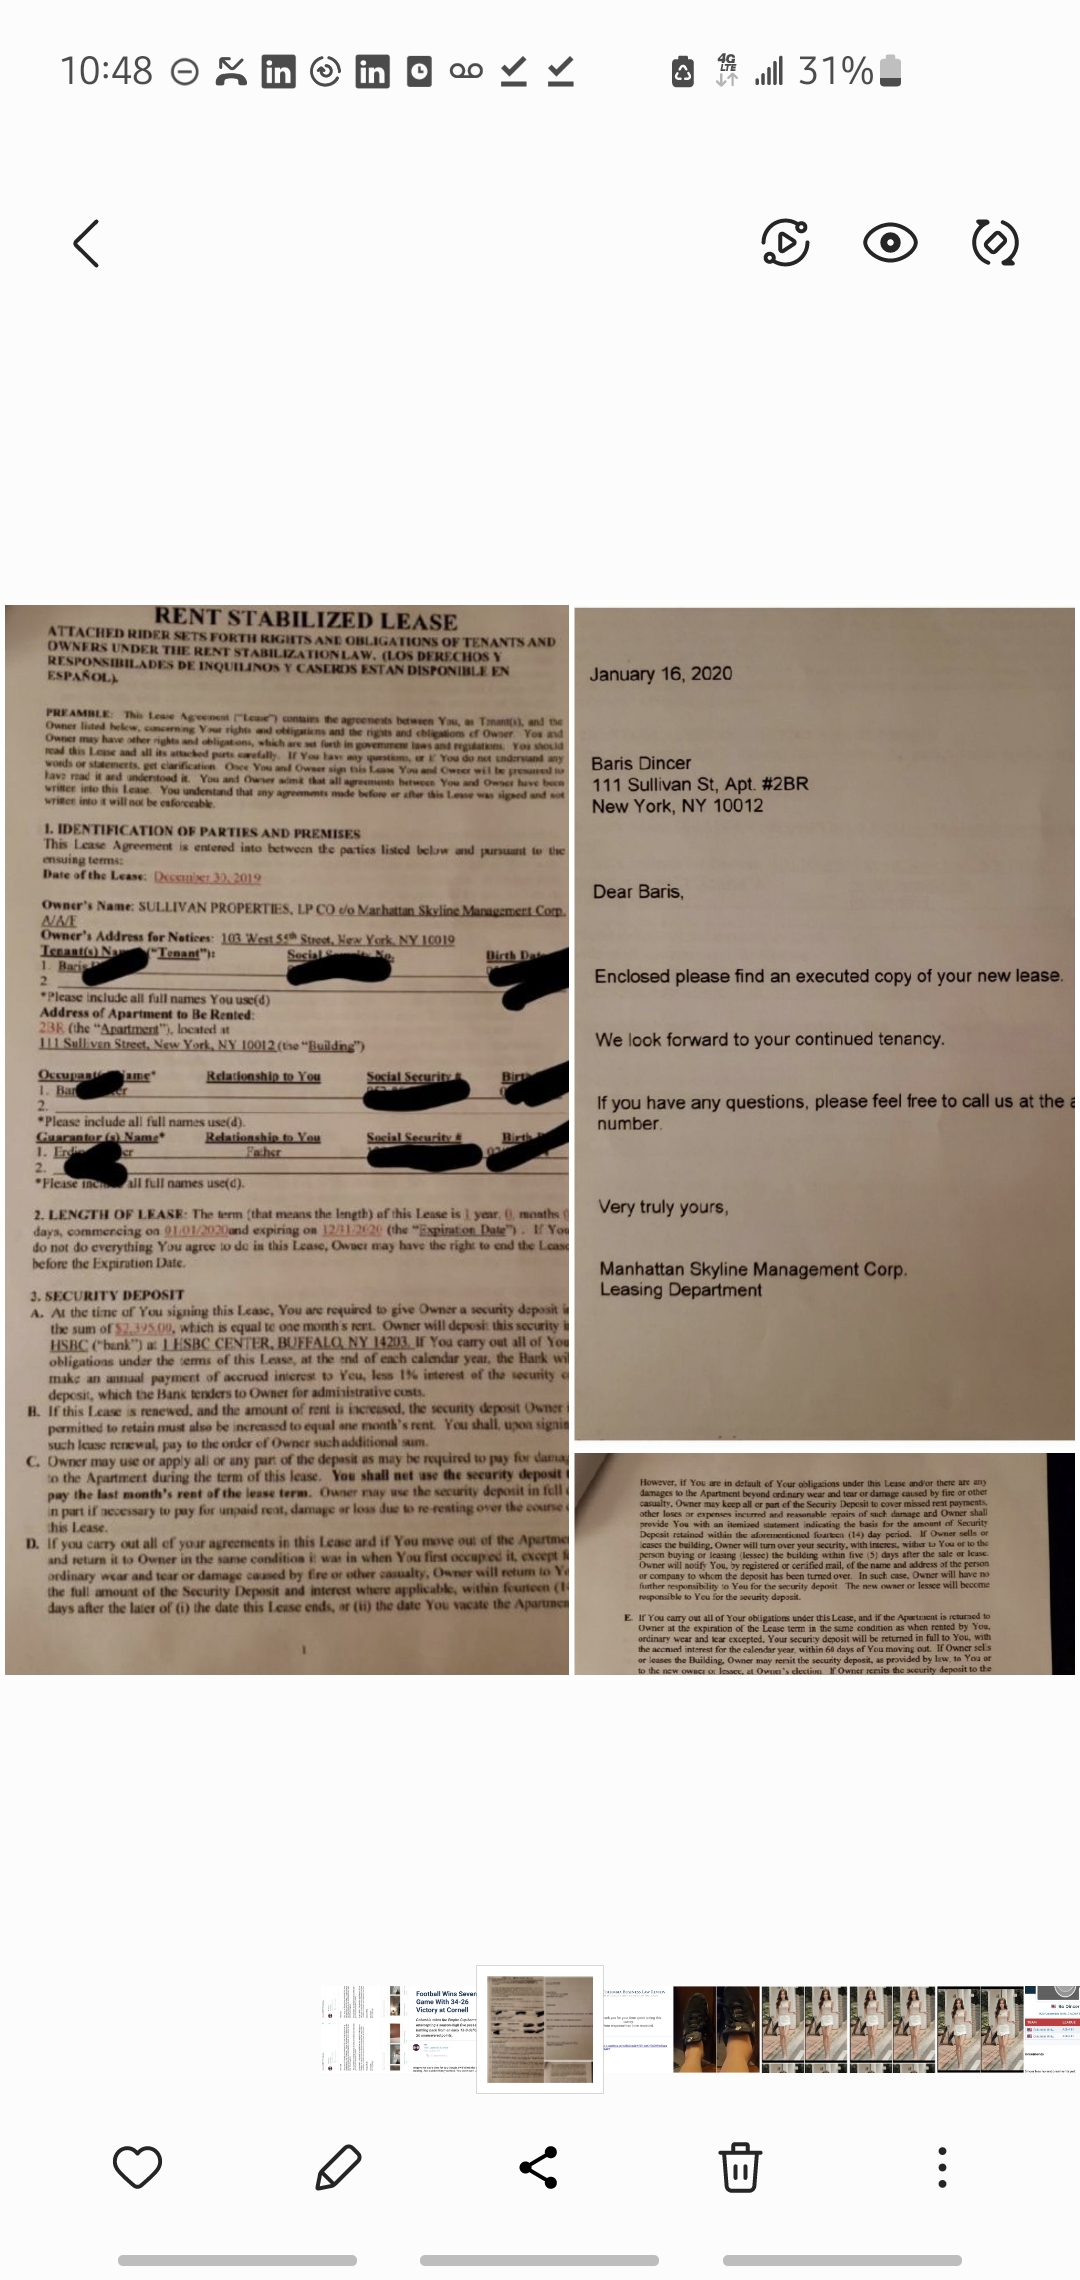 10:48
4G
LTE
31%
RENT STABILIZED LEASE
ATTACHED RIDER SETS FORTH RIGHTS AND OBLIGATIONS OF TENANTS AND
OWNERS UNDER THE RENT STABILIZATION LAW. (LOS DERECHOS Y
RESPONSIBILADES DE INQUILINOS Y CASEROS ESTAN DISPONIBLE EN
ESPAÑOL).
PREAMBLE: This Lease Agreement ("Lease") contains the agreements between You, as Tenant(s), and the
Owner listed below, concerning Your rights and obligations and the rights and obligations of Owner. You and
Owner may have other rights and obligations, which are set forth in government laws and regulations. You should
read this Lease and all its attached parts carefully. If You have any questions, or if You do not understand any
words or statements, get clarification. Once You and Owner sign this Lease You and Owner will be presumed to
have read it and understood it. You and Owner admit that all agreements between You and Owner have been
written into this Lease. You understand that any agreements made before or after this Lease was signed and not
written into it will not be enforceable.
1. IDENTIFICATION OF PARTIES AND PREMISES
This Lease Agreement is entered into between the parties listed below and pursuant to the
ensuing terms:
Date of the Lease: December 30, 2019
Owner's Name: SULLIVAN PROPERTIES, LP CO c/o Manhattan Skyline Management Corp.
A/A/F
Owner's Address for Notices: 103 West 55th Street, New York, NY 10019
Tenant(s) Na ("Tenant"): Social No. Birth Dat
1. Baris
2.
*Please include all full names You use(d)
Address of Apartment to Be Rented:
2BR (the "Apartment"), located at
111 Sullivan Street, New York, NY 10012 (the "Building")
Occupant ame* Relationship to You Social Security # Birt
1. Bar er
2.
*Please include all full names use(d).
Guarantor (s) Name* Relationship to You Social Security # Birth
1. Erdi er Father
2.
*Please inc all full names use(d).
2. LENGTH OF LEASE: The term (that means the length) of this Lease is 1 year, 0, months 0
days, commencing on 01/01/2020 and expiring on 12/31/2020 (the "Expiration Date"). If You
do not do everything You agree to do in this Lease, Owner may have the right to end the Lease
before the Expiration Date.
3. SECURITY DEPOSIT
A. At the time of You signing this Lease, You are required to give Owner a security deposit in
the sum of $2,395.00, which is equal to one month's rent. Owner will deposit this security i
HSBC ("bank") at 1 HSBC CENTER, BUFFALO, NY 14203. If You carry out all of You
obligations under the terms of this Lease, at the end of each calendar year, the Bank wil
make an annual payment of accrued interest to You, less 1% interest of the security
deposit, which the Bank tenders to Owner for administrative costs.
B. If this Lease is renewed, and the amount of rent is increased, the security deposit Owner
permitted to retain must also be increased to equal one month's rent. You shall, upon signin
such lease renewal, pay to the order of Owner such additional sum.
C. Owner may use or apply all or any part of the deposit as may be required to pay for dama
to the Apartment during the term of this lease. You shall not use the security deposit t
pay the last month's rent of the lease term. Owner may use the security deposit in full
in part if necessary to pay for unpaid rent, damage or loss due to re-renting over the course
this Lease.
D. If you carry out all of your agreements in this Lease and if You move out of the Apartme
and return it to Owner in the same condition it was in when You first occupied it, except f
ordinary wear and tear or damage caused by fire or other casualty, Owner will return to Y
the full amount of the Security Deposit and interest where applicable, within fourteen (1
days after the later of (i) the date this Lease ends, or (ii) the date You vacate the Apartmen
1
January 16, 2020
Baris Dincer
111 Sullivan St, Apt. #2BR
New York, NY 10012
Dear Baris,
Enclosed please find an executed copy of your new lease.
We look forward to your continued tenancy.
If you have any questions, please feel free to call us at the a
number.
Very truly yours,
Manhattan Skyline Management Corp.
Leasing Department
However, if You are in default of Your obligations under this Lease and/or there are any
damages to the Apartment beyond ordinary wear and tear or damage caused by fire or other
casualty, Owner may keep all or part of the Security Deposit to cover missed rent payments,
other loses or expenses incurred and reasonable repairs of such damage and Owner shall
provide You with an itemized statement indicating the basis for the amount of Security
Deposit retained within the aforementioned fourteen (14) day period. If Owner sells or
leases the building, Owner will turn over your security, with interest, either to You or to the
person buying or leasing (lessee) the building within five (5) days after the sale or lease.
Owner will notify You, by registered or certified mail, of the name and address of the person
or company to whom the deposit has been turned over. In such case, Owner will have no
further responsibility to You for the security deposit. The new owner or lessee will become
responsible to You for the security deposit.
E. If You carry out all of Your obligations under this Lease, and if the Apartment is returned to
Owner at the expiration of the Lease term in the same condition as when rented by You,
ordinary wear and tear excepted, Your security deposit will be returned in full to You, with
the accrued interest for the calendar year, within 60 days of You moving out. If Owner sells
or leases the Building, Owner may remit the security deposit, as provided by law, to You or
to the new owner or lessee, at Owner's election. If Owner remits the security deposit to the
Football Wins Seven
Game With 34-26
Victory at Cornell